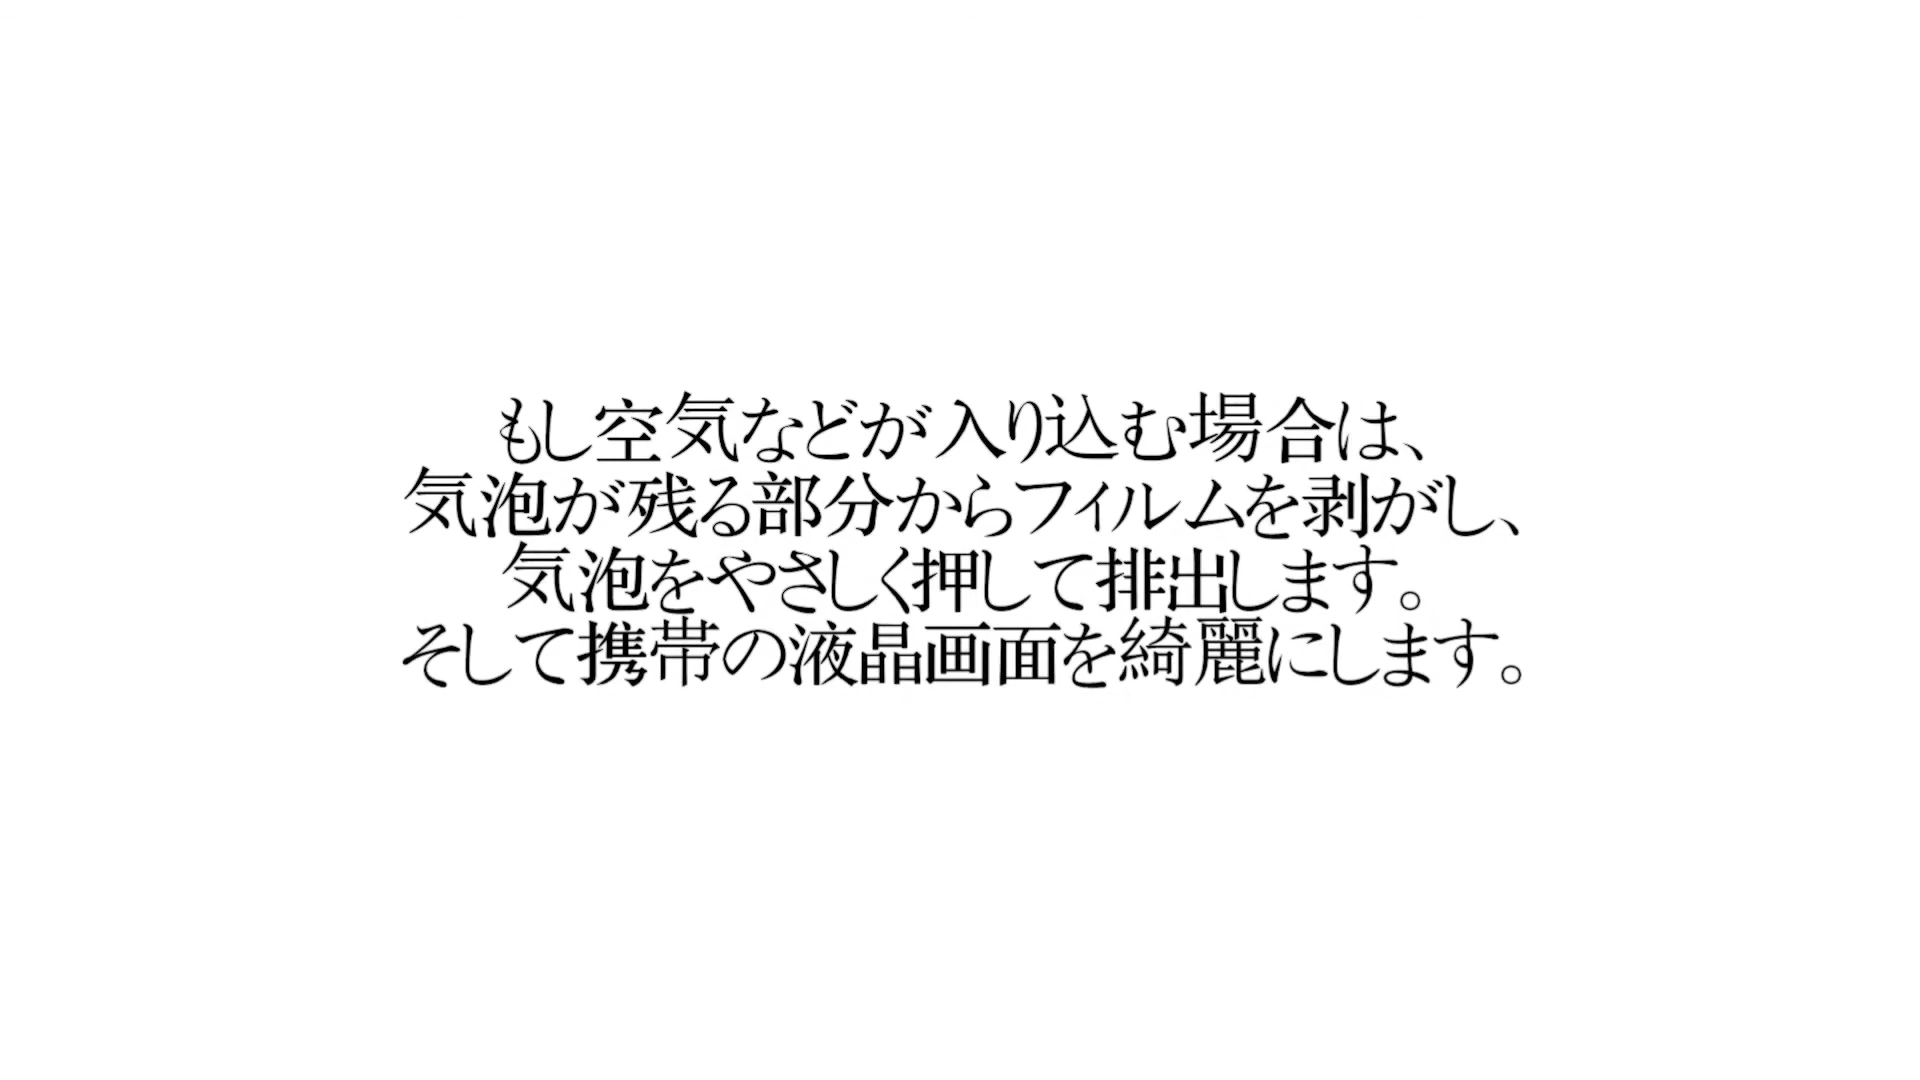 もし空気などが入り込む場合は、
気泡が残る部分からフィルムを剥がし、
気泡をやさしく押して排出します。
そして携帯の液晶画面を綺麗にします。